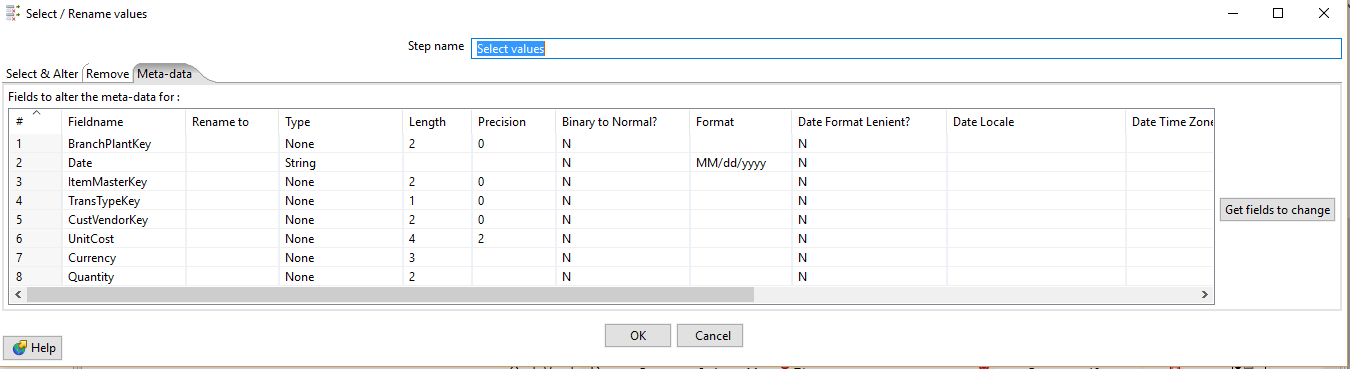 Select / Rename values
Step name Select values
Select & Alter Remove Meta-data
Fields to alter the meta-data for :
# Fieldname Rename to Type Length Precision Binary to Normal? Format Date Format Lenient? Date Locale Date Time Zone
1 BranchPlantKey None 2 0 N N
2 Date String N MM/dd/yyyy N
3 ItemMasterKey None 2 0 N N
4 TransTypeKey None 1 0 N N
5 CustVendorKey None 2 0 N N
6 UnitCost None 4 2 N N
7 Currency None 3 N N
8 Quantity None 2 N N
Get fields to change
OK Cancel
Help